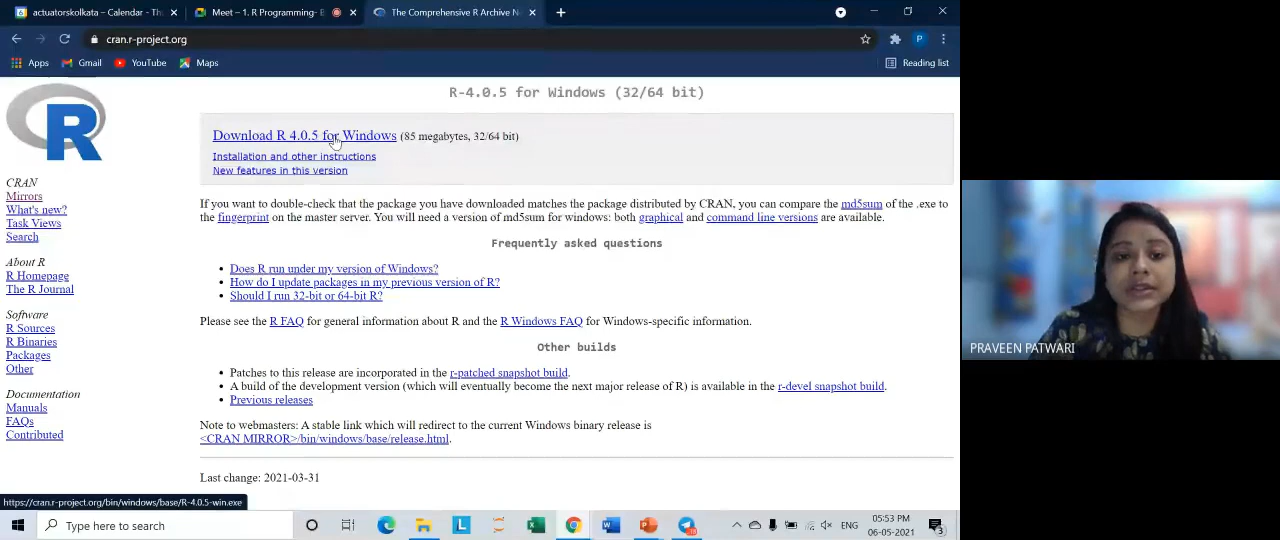 actuatorskolkata – Calendar - Thu
Meet – 1. R Programming- B
The Comprehensive R Archive N
cran.r-project.org
P
Apps
Gmail
YouTube
Maps
Reading list
R
CRAN
Mirrors
What's new?
Task Views
Search
About R
R Homepage
The R Journal
Software
R Sources
R Binaries
Packages
Other
Documentation
Manuals
FAQs
Contributed
R-4.0.5 for Windows (32/64 bit)
Download R 4.0.5 for Windows (85 megabytes, 32/64 bit)
Installation and other instructions
New features in this version
If you want to double-check that the package you have downloaded matches the package distributed by CRAN, you can compare the md5sum of the .exe to
the fingerprint on the master server. You will need a version of md5sum for windows: both graphical and command line versions are available.
Frequently asked questions
• Does R run under my version of Windows?
• How do I update packages in my previous version of R?
• Should I run 32-bit or 64-bit R?
Please see the R FAQ for general information about R and the R Windows FAQ for Windows-specific information.
Other builds
• Patches to this release are incorporated in the r-patched snapshot build.
• A build of the development version (which will eventually become the next major release of R) is available in the r-devel snapshot build.
• Previous releases
Note to webmasters: A stable link which will redirect to the current Windows binary release is
<CRAN MIRROR>/bin/windows/base/release.html.
Last change: 2021-03-31
https://cran.r-project.org/bin/windows/base/R-4.0.5-win.exe
PRAVEEN PATWARI
Type here to search
L
ENG
05:53 PM
06-05-2021
3